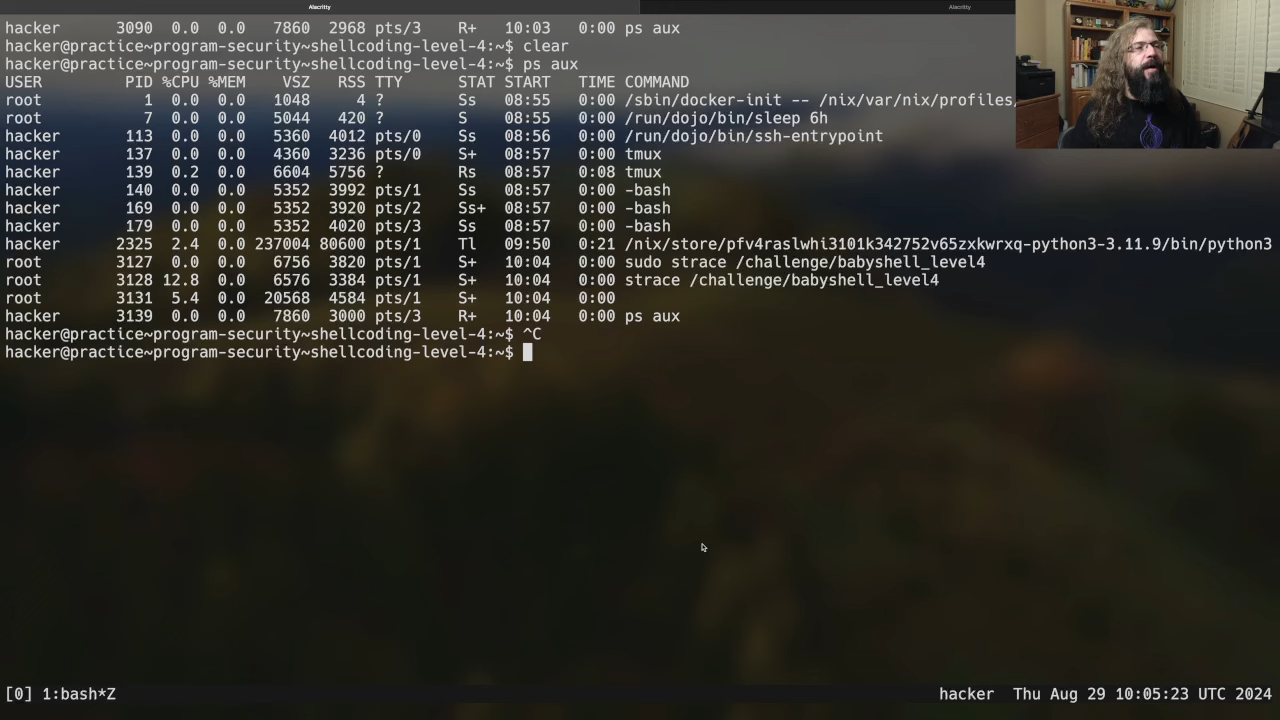 Alacritty Alacritty
hacker 3090 0.0 0.0 7860 2968 pts/3 R+ 10:03 0:00 ps aux
hacker@practice~program-security~shellcoding-level-4:~$ clear
hacker@practice~program-security~shellcoding-level-4:~$ ps aux
USER PID %CPU %MEM VSZ RSS TTY STAT START TIME COMMAND
root 1 0.0 0.0 1048 4 ? Ss 08:55 0:00 /sbin/docker-init -- /nix/var/nix/profiles/
root 7 0.0 0.0 5044 420 ? S 08:55 0:00 /run/dojo/bin/sleep 6h
hacker 113 0.0 0.0 5360 4012 pts/0 Ss 08:56 0:00 /run/dojo/bin/ssh-entrypoint
hacker 137 0.0 0.0 4360 3236 pts/0 S+ 08:57 0:00 tmux
hacker 139 0.2 0.0 6604 5756 ? Rs 08:57 0:08 tmux
hacker 140 0.0 0.0 5352 3992 pts/1 Ss 08:57 0:00 -bash
hacker 169 0.0 0.0 5352 3920 pts/2 Ss+ 08:57 0:00 -bash
hacker 179 0.0 0.0 5352 4020 pts/3 Ss 08:57 0:00 -bash
hacker 2325 2.4 0.0 237004 80600 pts/1 Tl 09:50 0:21 /nix/store/pfv4raslwhi3101k342752v65zxkwrxq-python3-3.11.9/bin/python3
root 3127 0.0 0.0 6756 3820 pts/1 S+ 10:04 0:00 sudo strace /challenge/babyshell_level4
root 3128 12.8 0.0 6576 3384 pts/1 S+ 10:04 0:00 strace /challenge/babyshell_level4
root 3131 5.4 0.0 20568 4584 pts/1 S+ 10:04 0:00
hacker 3139 0.0 0.0 7860 3000 pts/3 R+ 10:04 0:00 ps aux
hacker@practice~program-security~shellcoding-level-4:~$ ^C
hacker@practice~program-security~shellcoding-level-4:~$
[0] 1:bash*Z hacker Thu Aug 29 10:05:23 UTC 2024